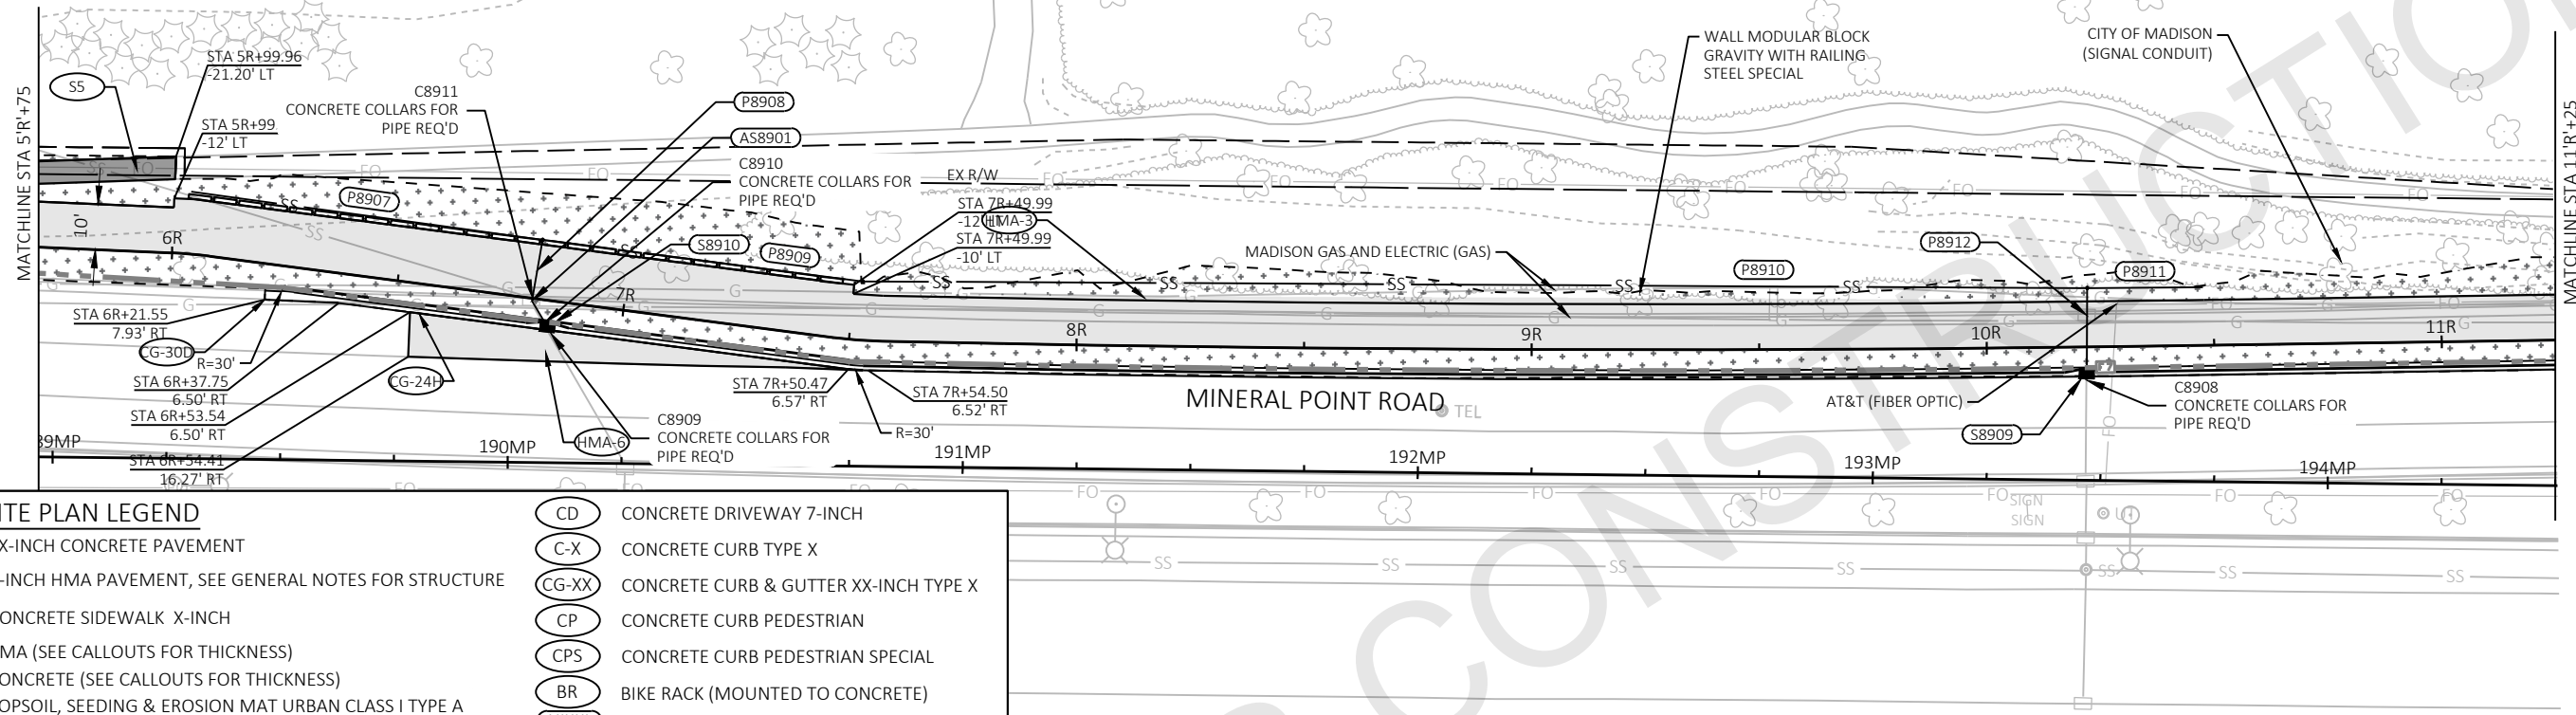 MATCHLINE STA 5'R'+75
S5
STA 5R+99.96
-21.20' LT
STA 5R+99
-12' LT
10'
6R
C8911
CONCRETE COLLARS FOR
PIPE REQ'D
P8907
P8908
AS8901
C8910
CONCRETE COLLARS FOR
PIPE REQ'D
EX R/W
S8910
P8909
7R
STA 7R+49.99
-12' LT
HMA-3
STA 7R+49.99
-10' LT
MADISON GAS AND ELECTRIC (GAS)
WALL MODULAR BLOCK
GRAVITY WITH RAILING
STEEL SPECIAL
CITY OF MADISON
(SIGNAL CONDUIT)
P8910
P8912
P8911
MATCHLINE STA 11'R'+25
8R
9R
10R
11R
STA 6R+21.55
7.93' RT
CG-30D
R=30'
STA 6R+37.75
6.50' RT
STA 6R+53.54
6.50' RT
STA 6R+54.41
16.27' RT
CG-24H
HMA-6
C8909
CONCRETE COLLARS FOR
PIPE REQ'D
STA 7R+50.47
6.57' RT
STA 7R+54.50
6.52' RT
R=30'
MINERAL POINT ROAD
TEL
AT&T (FIBER OPTIC)
S8909
C8908
CONCRETE COLLARS FOR
PIPE REQ'D
89MP
190MP
191MP
192MP
193MP
194MP
SS
FO
G
SIGN
SIGN
ITE PLAN LEGEND
X-INCH CONCRETE PAVEMENT
-INCH HMA PAVEMENT, SEE GENERAL NOTES FOR STRUCTURE
ONCRETE SIDEWALK X-INCH
MA (SEE CALLOUTS FOR THICKNESS)
ONCRETE (SEE CALLOUTS FOR THICKNESS)
OPSOIL, SEEDING & EROSION MAT URBAN CLASS I TYPE A
CD CONCRETE DRIVEWAY 7-INCH
C-X CONCRETE CURB TYPE X
CG-XX CONCRETE CURB & GUTTER XX-INCH TYPE X
CP CONCRETE CURB PEDESTRIAN
CPS CONCRETE CURB PEDESTRIAN SPECIAL
BR BIKE RACK (MOUNTED TO CONCRETE)
CONSTRUCTION